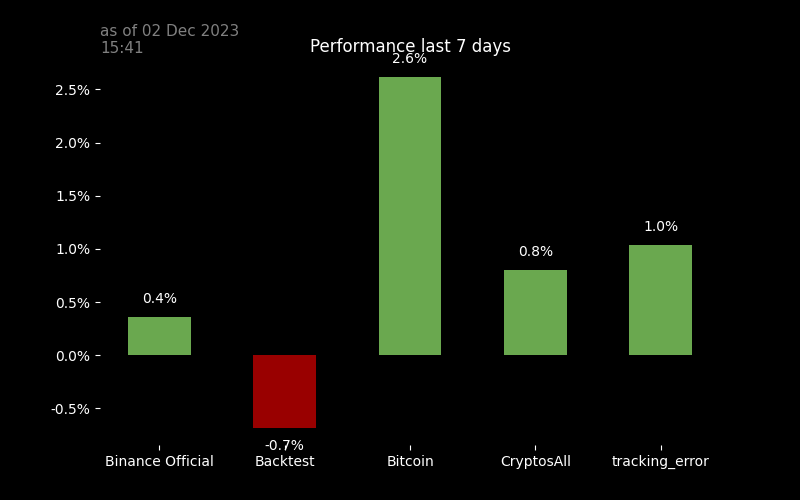 as of 02 Dec 2023
15:41
Performance last 7 days
2.6%
2.5%
2.0%
1.5%
1.0%
1.0%
0.8%
0.5%
0.4%
0.0%
-0.5%
-0.7%
Binance Official
Backtest
Bitcoin
CryptosAll
tracking_error